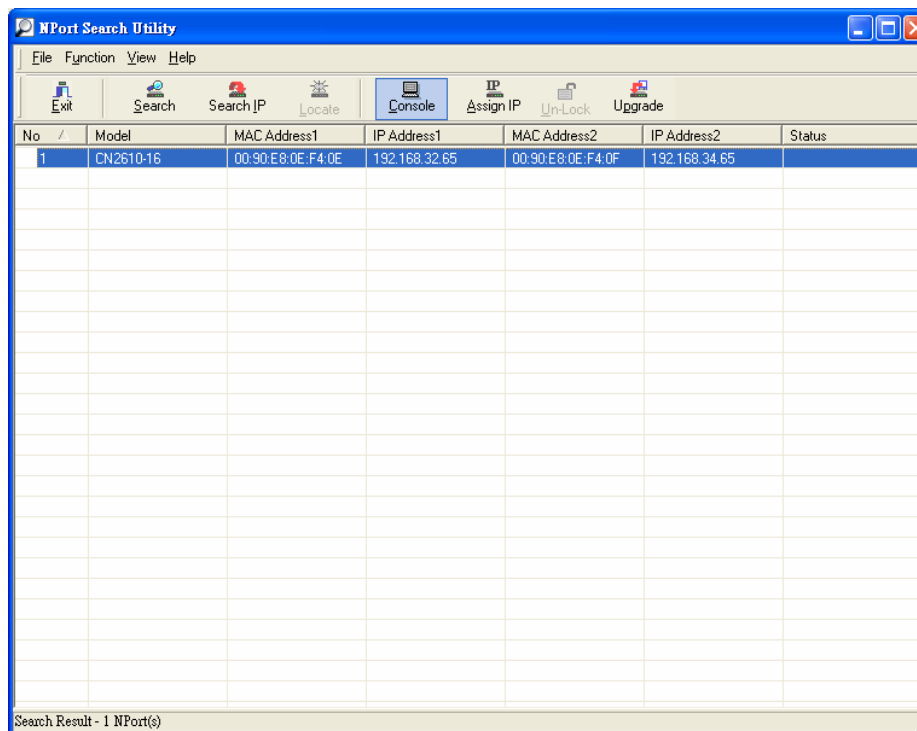 NPort Search Utility
File Function View Help
Exit Search Search IP Locate Console Assign IP Un-Lock Upgrade
No / Model MAC Address1 IP Address1 MAC Address2 IP Address2 Status
1 CN2610-16 00:90:E8:0E:F4:0E 192.168.32.65 00:90:E8:0E:F4:0F 192.168.34.65
Search Result - 1 NPort(s)